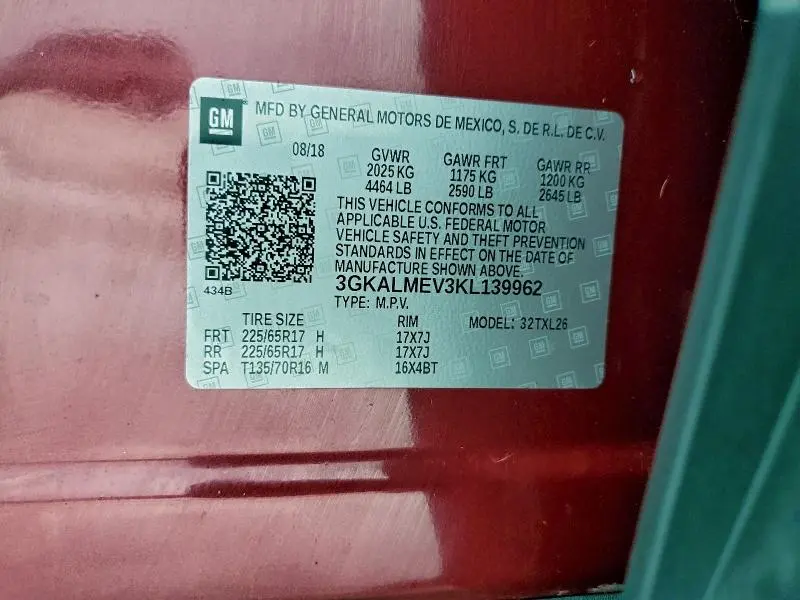 GM MFD BY GENERAL MOTORS DE MEXICO, S. DE R.L. DE C.V.
08/18 GVWR GAWR FRT GAWR RR
2025 KG 1175 KG 1200 KG
4464 LB 2590 LB 2645 LB
THIS VEHICLE CONFORMS TO ALL
APPLICABLE U.S. FEDERAL MOTOR
VEHICLE SAFETY AND THEFT PREVENTION
STANDARDS IN EFFECT ON THE DATE OF
MANUFACTURE SHOWN ABOVE.
434B 3GKALMEV3KL139962
TYPE: M.P.V.
TIRE SIZE RIM MODEL: 32TXL26
FRT 225/65R17 H 17X7J
RR 225/65R17 H 17X7J
SPA T135/70R16 M 16X4BT